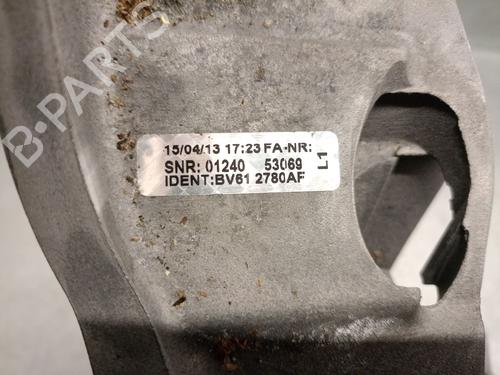 B-PARTS
15/04/13 17:23 FA-NR:
SNR: 01240 53069
IDENT:BV61 2780AF
L1